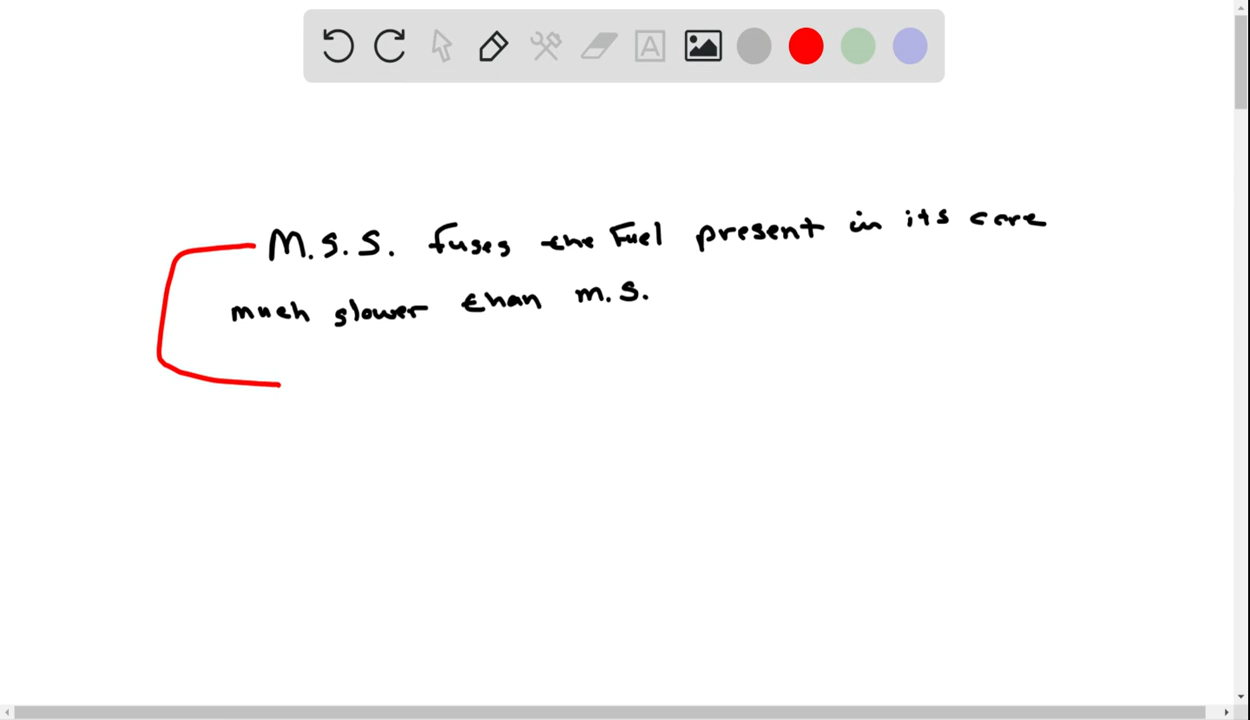 M.S.S. fuses the Fuel present in its core
much slower than m.S.